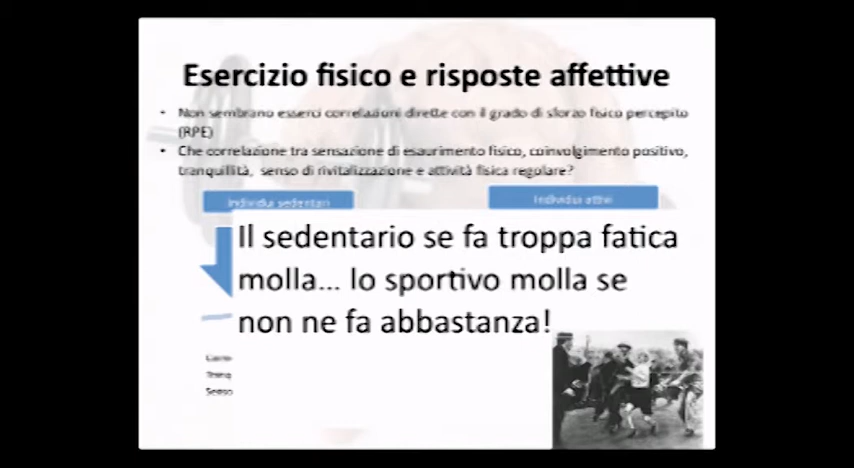 Esercizio fisico e risposte affettive
• Non sembrano esserci correlazioni dirette con il grado di sforzo fisico percepito
(RPE)
• Che correlazione tra sensazione di esaurimento fisico, coinvolgimento positivo,
tranquillità, senso di rivitalizzazione e attività fisica regolare?
Individui sedentari
Individui attivi
Il sedentario se fa troppa fatica
molla... lo sportivo molla se
non ne fa abbastanza!
Senso